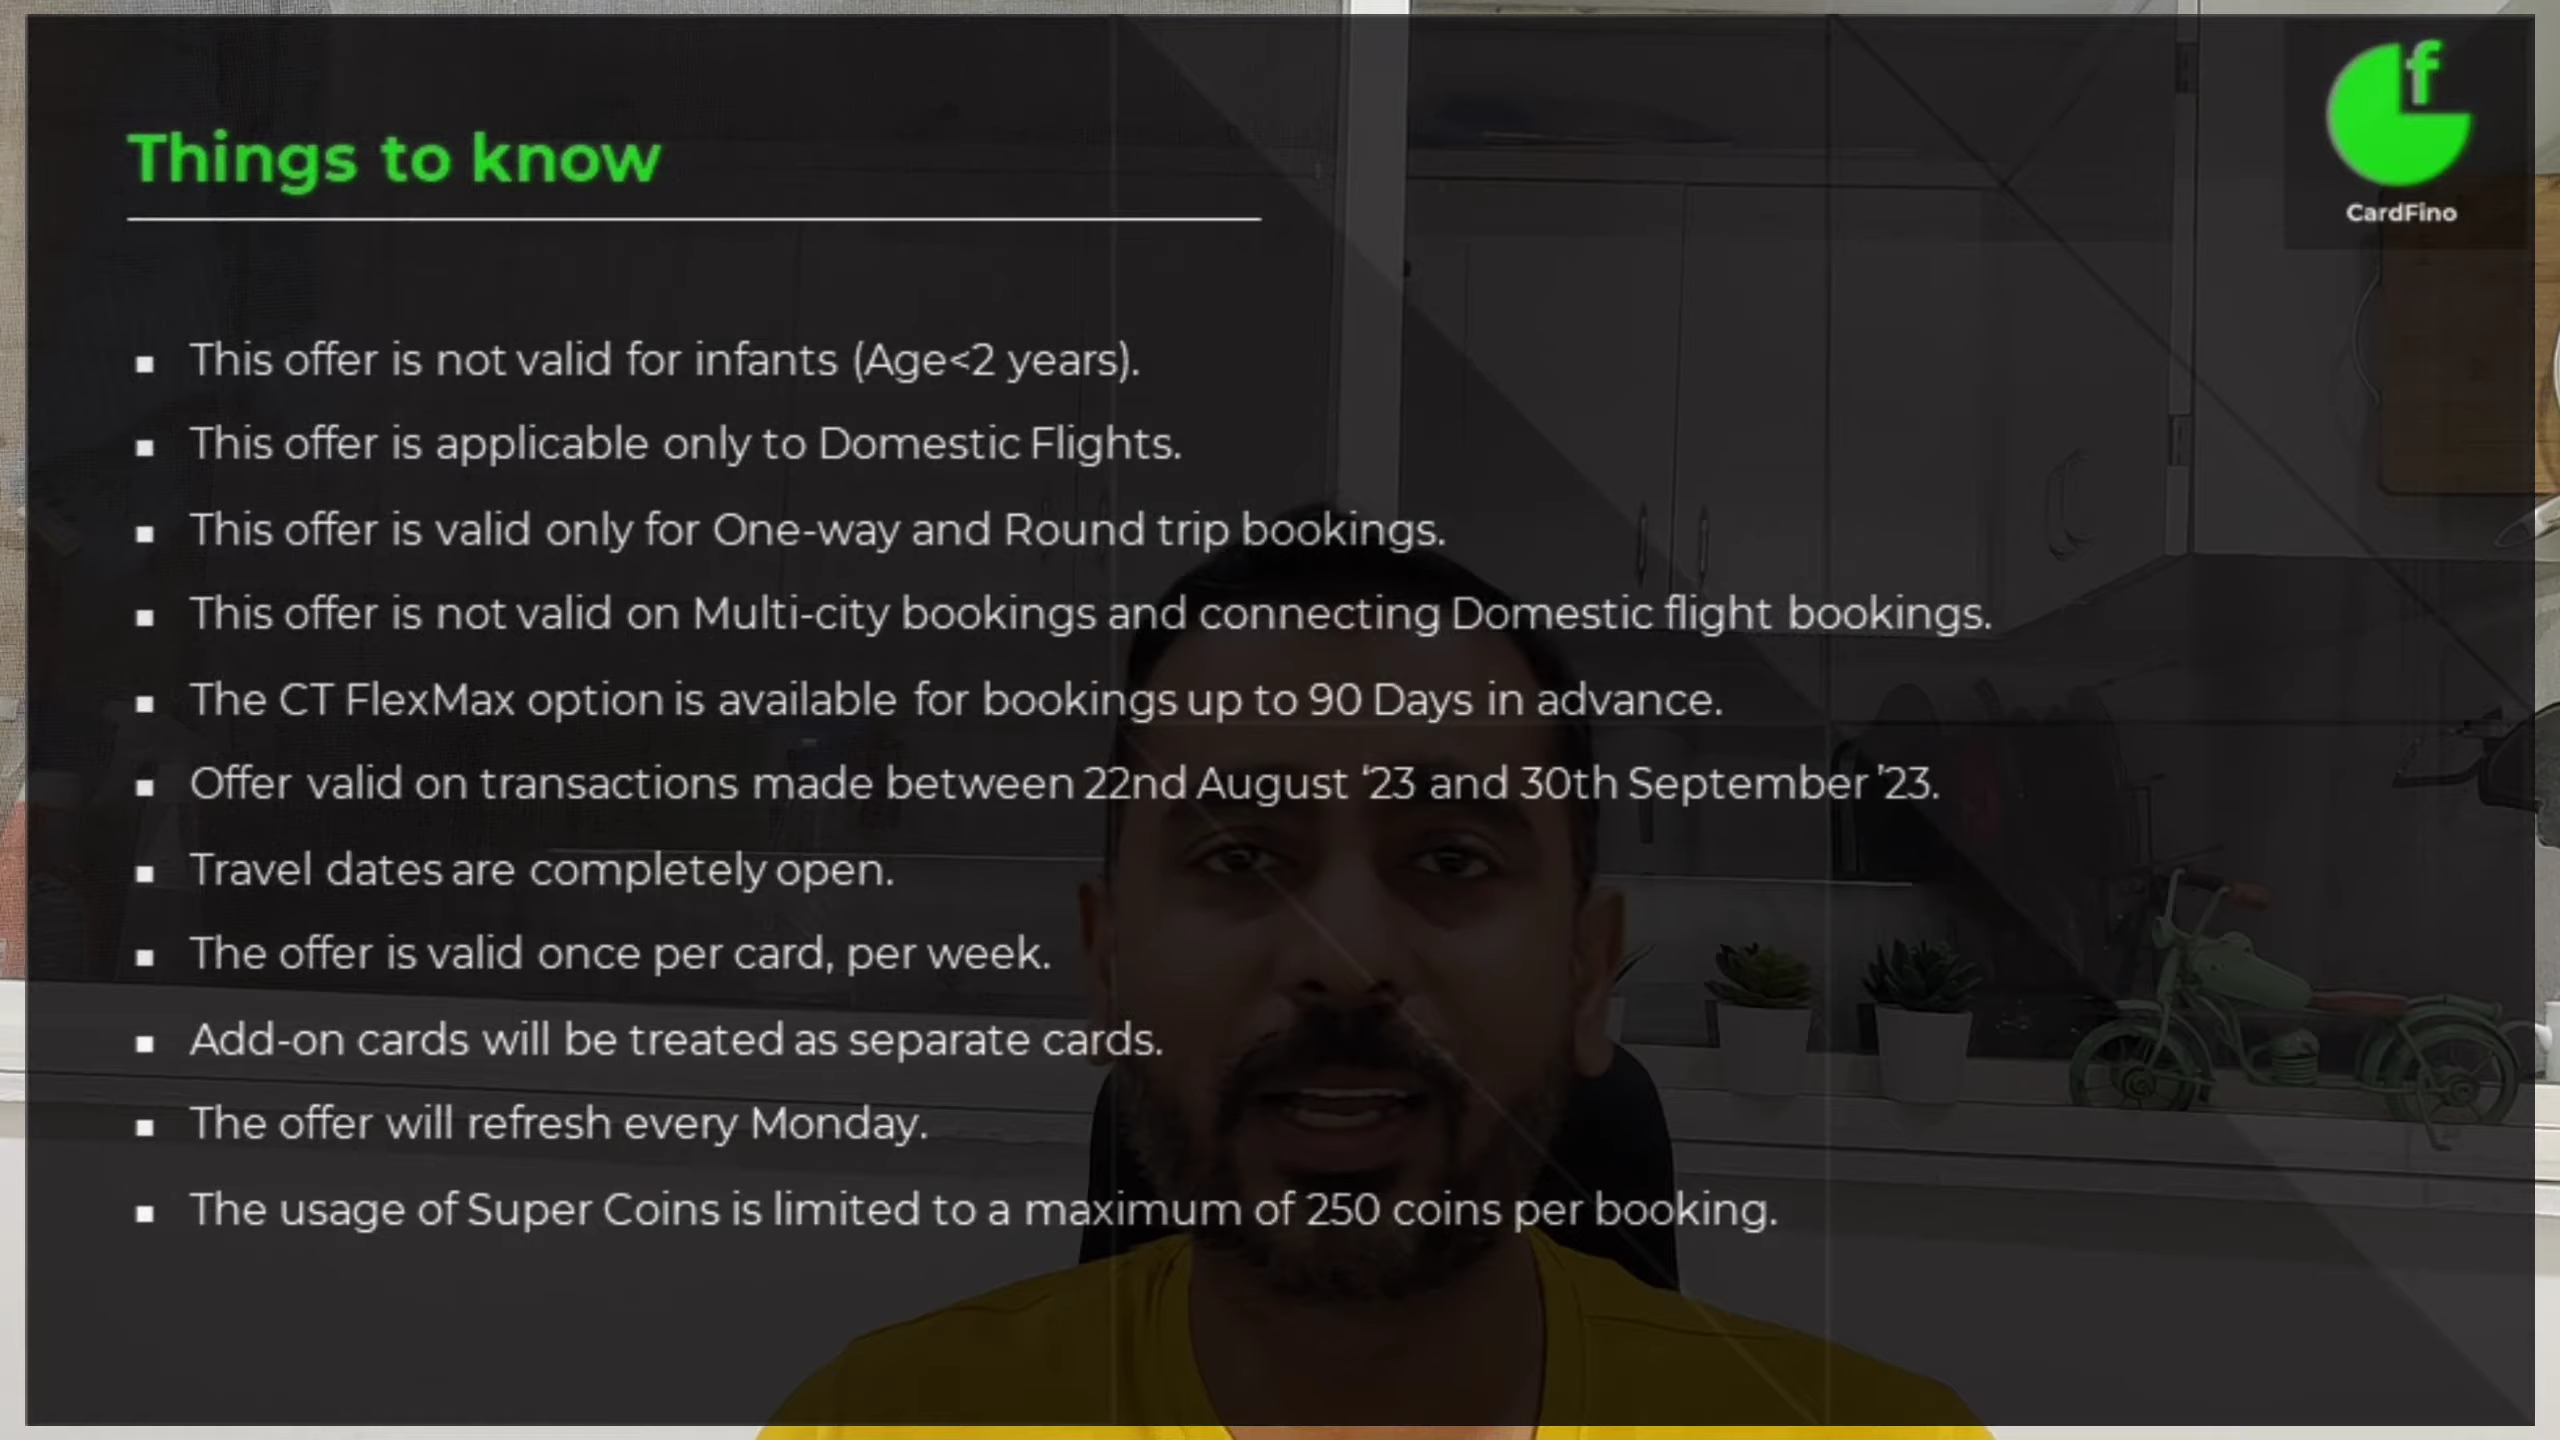 Things to know
f
CardFino
▪ This offer is not valid for infants (Age<2 years).
▪ This offer is applicable only to Domestic Flights.
▪ This offer is valid only for One-way and Round trip bookings.
▪ This offer is not valid on Multi-city bookings and connecting Domestic flight bookings.
▪ The CT FlexMax option is available for bookings up to 90 Days in advance.
▪ Offer valid on transactions made between 22nd August ‘23 and 30th September ’23.
▪ Travel dates are completely open.
▪ The offer is valid once per card, per week.
▪ Add-on cards will be treated as separate cards.
▪ The offer will refresh every Monday.
▪ The usage of Super Coins is limited to a maximum of 250 coins per booking.